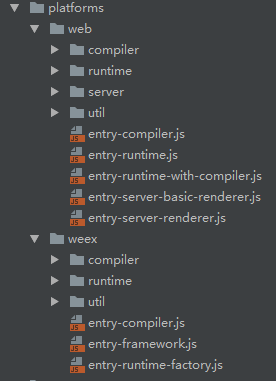 platforms
web
compiler
runtime
server
util
entry-compiler.js
entry-runtime.js
entry-runtime-with-compiler.js
entry-server-basic-renderer.js
entry-server-renderer.js
weex
compiler
runtime
util
entry-compiler.js
entry-framework.js
entry-runtime-factory.js